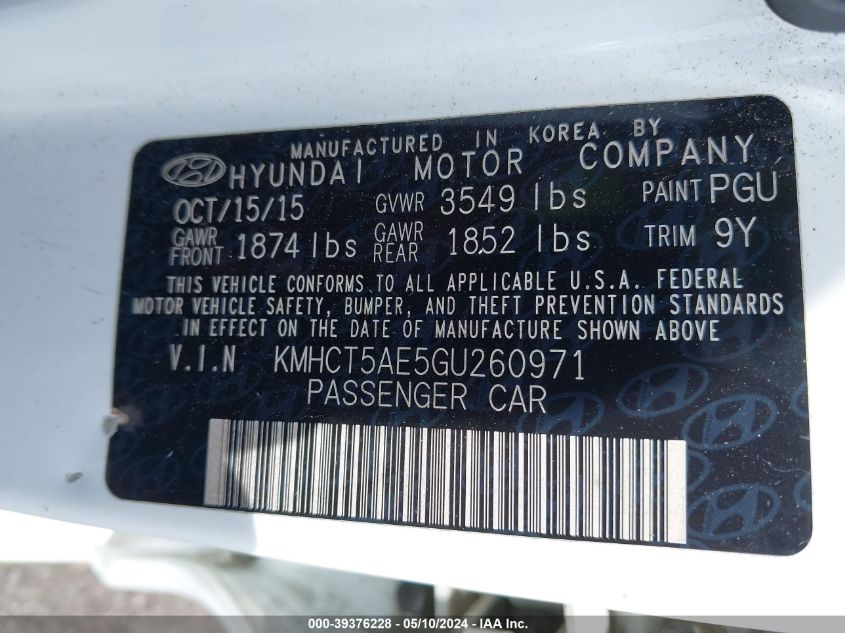 MANUFACTURED IN KOREA BY
HYUNDAI MOTOR COMPANY
OCT/15/15 GVWR 3549 lbs PAINT PGU
GAWR FRONT 1874 lbs GAWR REAR 1852 lbs TRIM 9Y
THIS VEHICLE CONFORMS TO ALL APPLICABLE U.S.A. FEDERAL
MOTOR VEHICLE SAFETY, BUMPER, AND THEFT PREVENTION STANDARDS
IN EFFECT ON THE DATE OF MANUFACTURE SHOWN ABOVE
V.I.N KMHCT5AE5GU260971
PASSENGER CAR
000-39376228 - 05/10/2024 - IAA Inc.